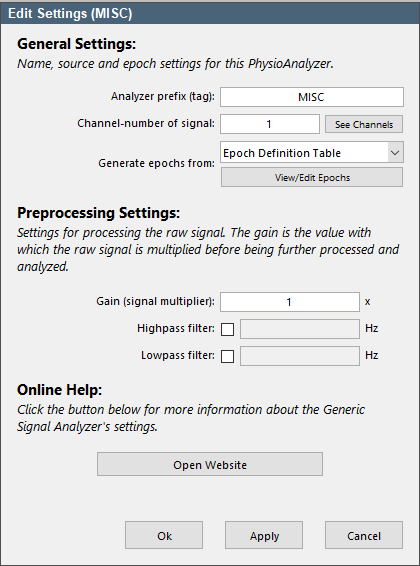 Edit Settings (MISC)
General Settings:
Name, source and epoch settings for this PhysioAnalyzer.
Analyzer prefix (tag): MISC
Channel-number of signal: 1 See Channels
Generate epochs from: Epoch Definition Table
View/Edit Epochs
Preprocessing Settings:
Settings for processing the raw signal. The gain is the value with
which the raw signal is multiplied before being further processed and
analyzed.
Gain (signal multiplier): 1 x
Highpass filter: Hz
Lowpass filter: Hz
Online Help:
Click the button below for more information about the Generic
Signal Analyzer's settings.
Open Website
Ok Apply Cancel